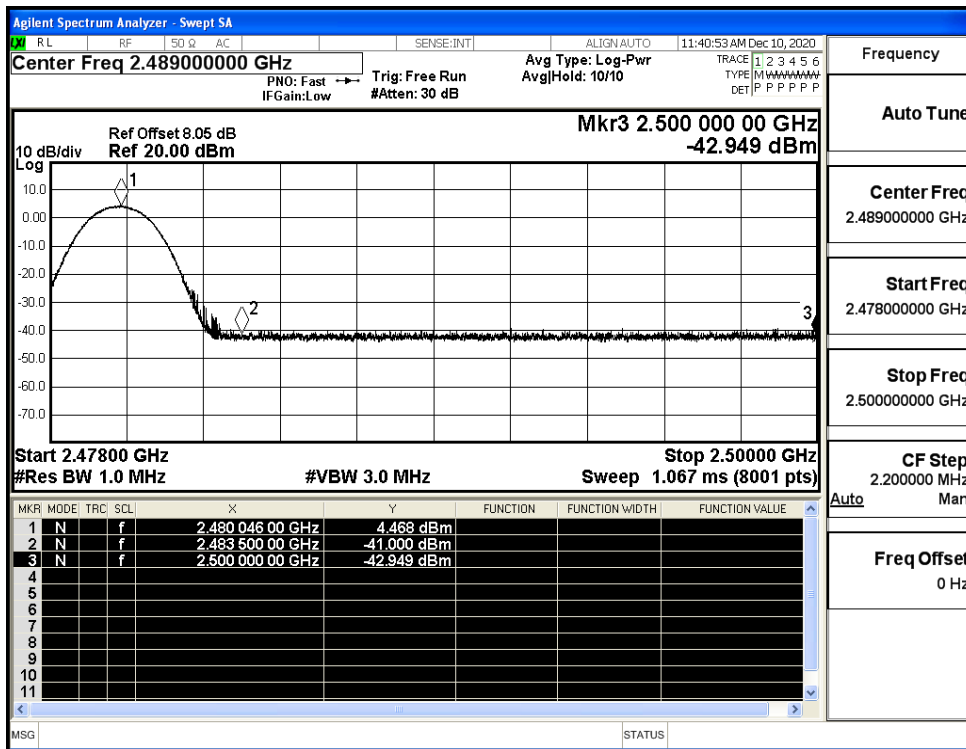 Agilent Spectrum Analyzer - Swept SA
LXI RL RF 50 Ω AC SENSE:INT ALIGNAUTO 11:40:53 AM Dec 10, 2020
Center Freq 2.489000000 GHz
PNO: Fast
IFGain:Low
Trig: Free Run
#Atten: 30 dB
Avg Type: Log-Pwr
Avg|Hold: 10/10
TRACE 1 2 3 4 5 6
TYPE M WWWWW
DET P P P P P P
Ref Offset 8.05 dB
10 dB/div Ref 20.00 dBm
Log
Mkr3 2.500 000 00 GHz
-42.949 dBm
10.0
0.00
-10.0
-20.0
-30.0
-40.0
-50.0
-60.0
-70.0
1
2
3
Start 2.47800 GHz Stop 2.50000 GHz
#Res BW 1.0 MHz #VBW 3.0 MHz Sweep 1.067 ms (8001 pts)
MKR MODE TRC SCL X Y FUNCTION FUNCTION WIDTH FUNCTION VALUE
1 N f 2.480 046 00 GHz 4.468 dBm
2 N f 2.483 500 00 GHz -41.000 dBm
3 N f 2.500 000 00 GHz -42.949 dBm
4
5
6
7
8
9
10
11
MSG STATUS
Frequency
Auto Tune
Center Freq
2.489000000 GHz
Start Freq
2.478000000 GHz
Stop Freq
2.500000000 GHz
CF Step
2.200000 MHz
Auto Man
Freq Offset
0 Hz